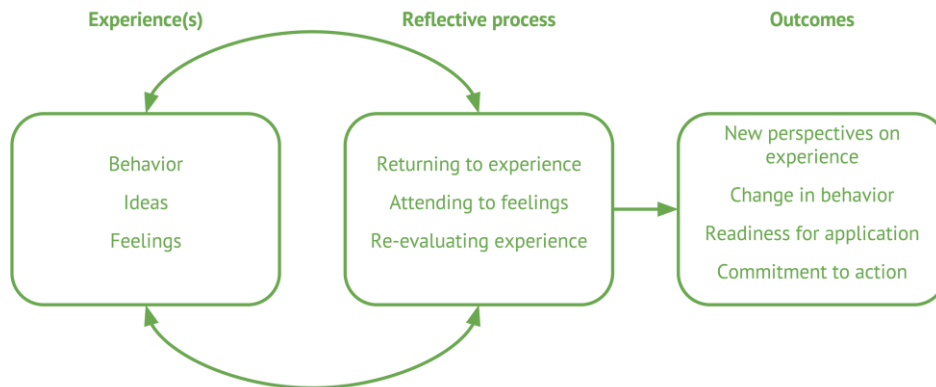 Experience(s)
Reflective process
Outcomes
Behavior
Ideas
Feelings
Returning to experience
Attending to feelings
Re-evaluating experience
New perspectives on
experience
Change in behavior
Readiness for application
Commitment to action